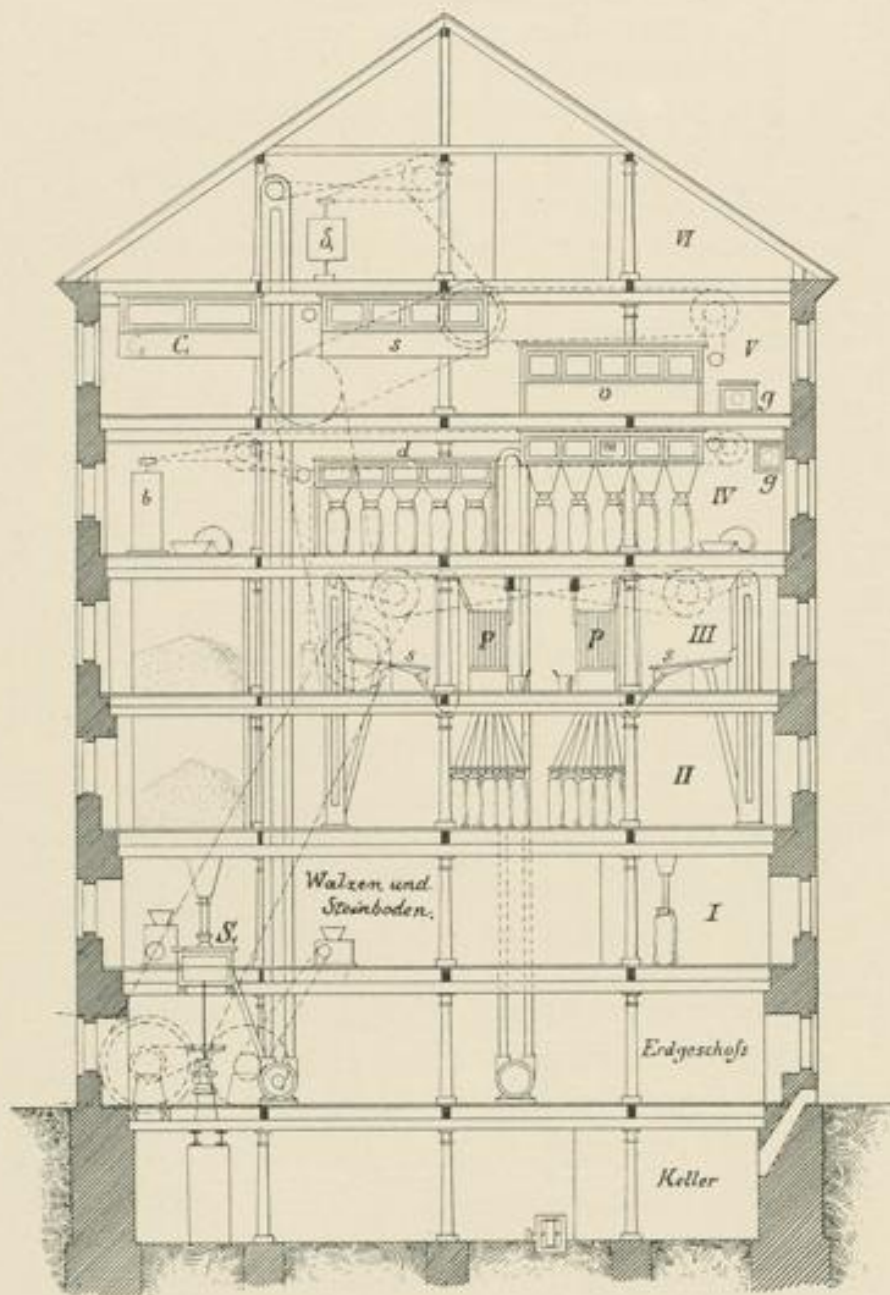 VI
C,
s
V
o
g
d
m
b
IV
g
P
P
III
s
s
II
Walzen und
Steinboden.
S,
I
Erdgeschoß
Keller